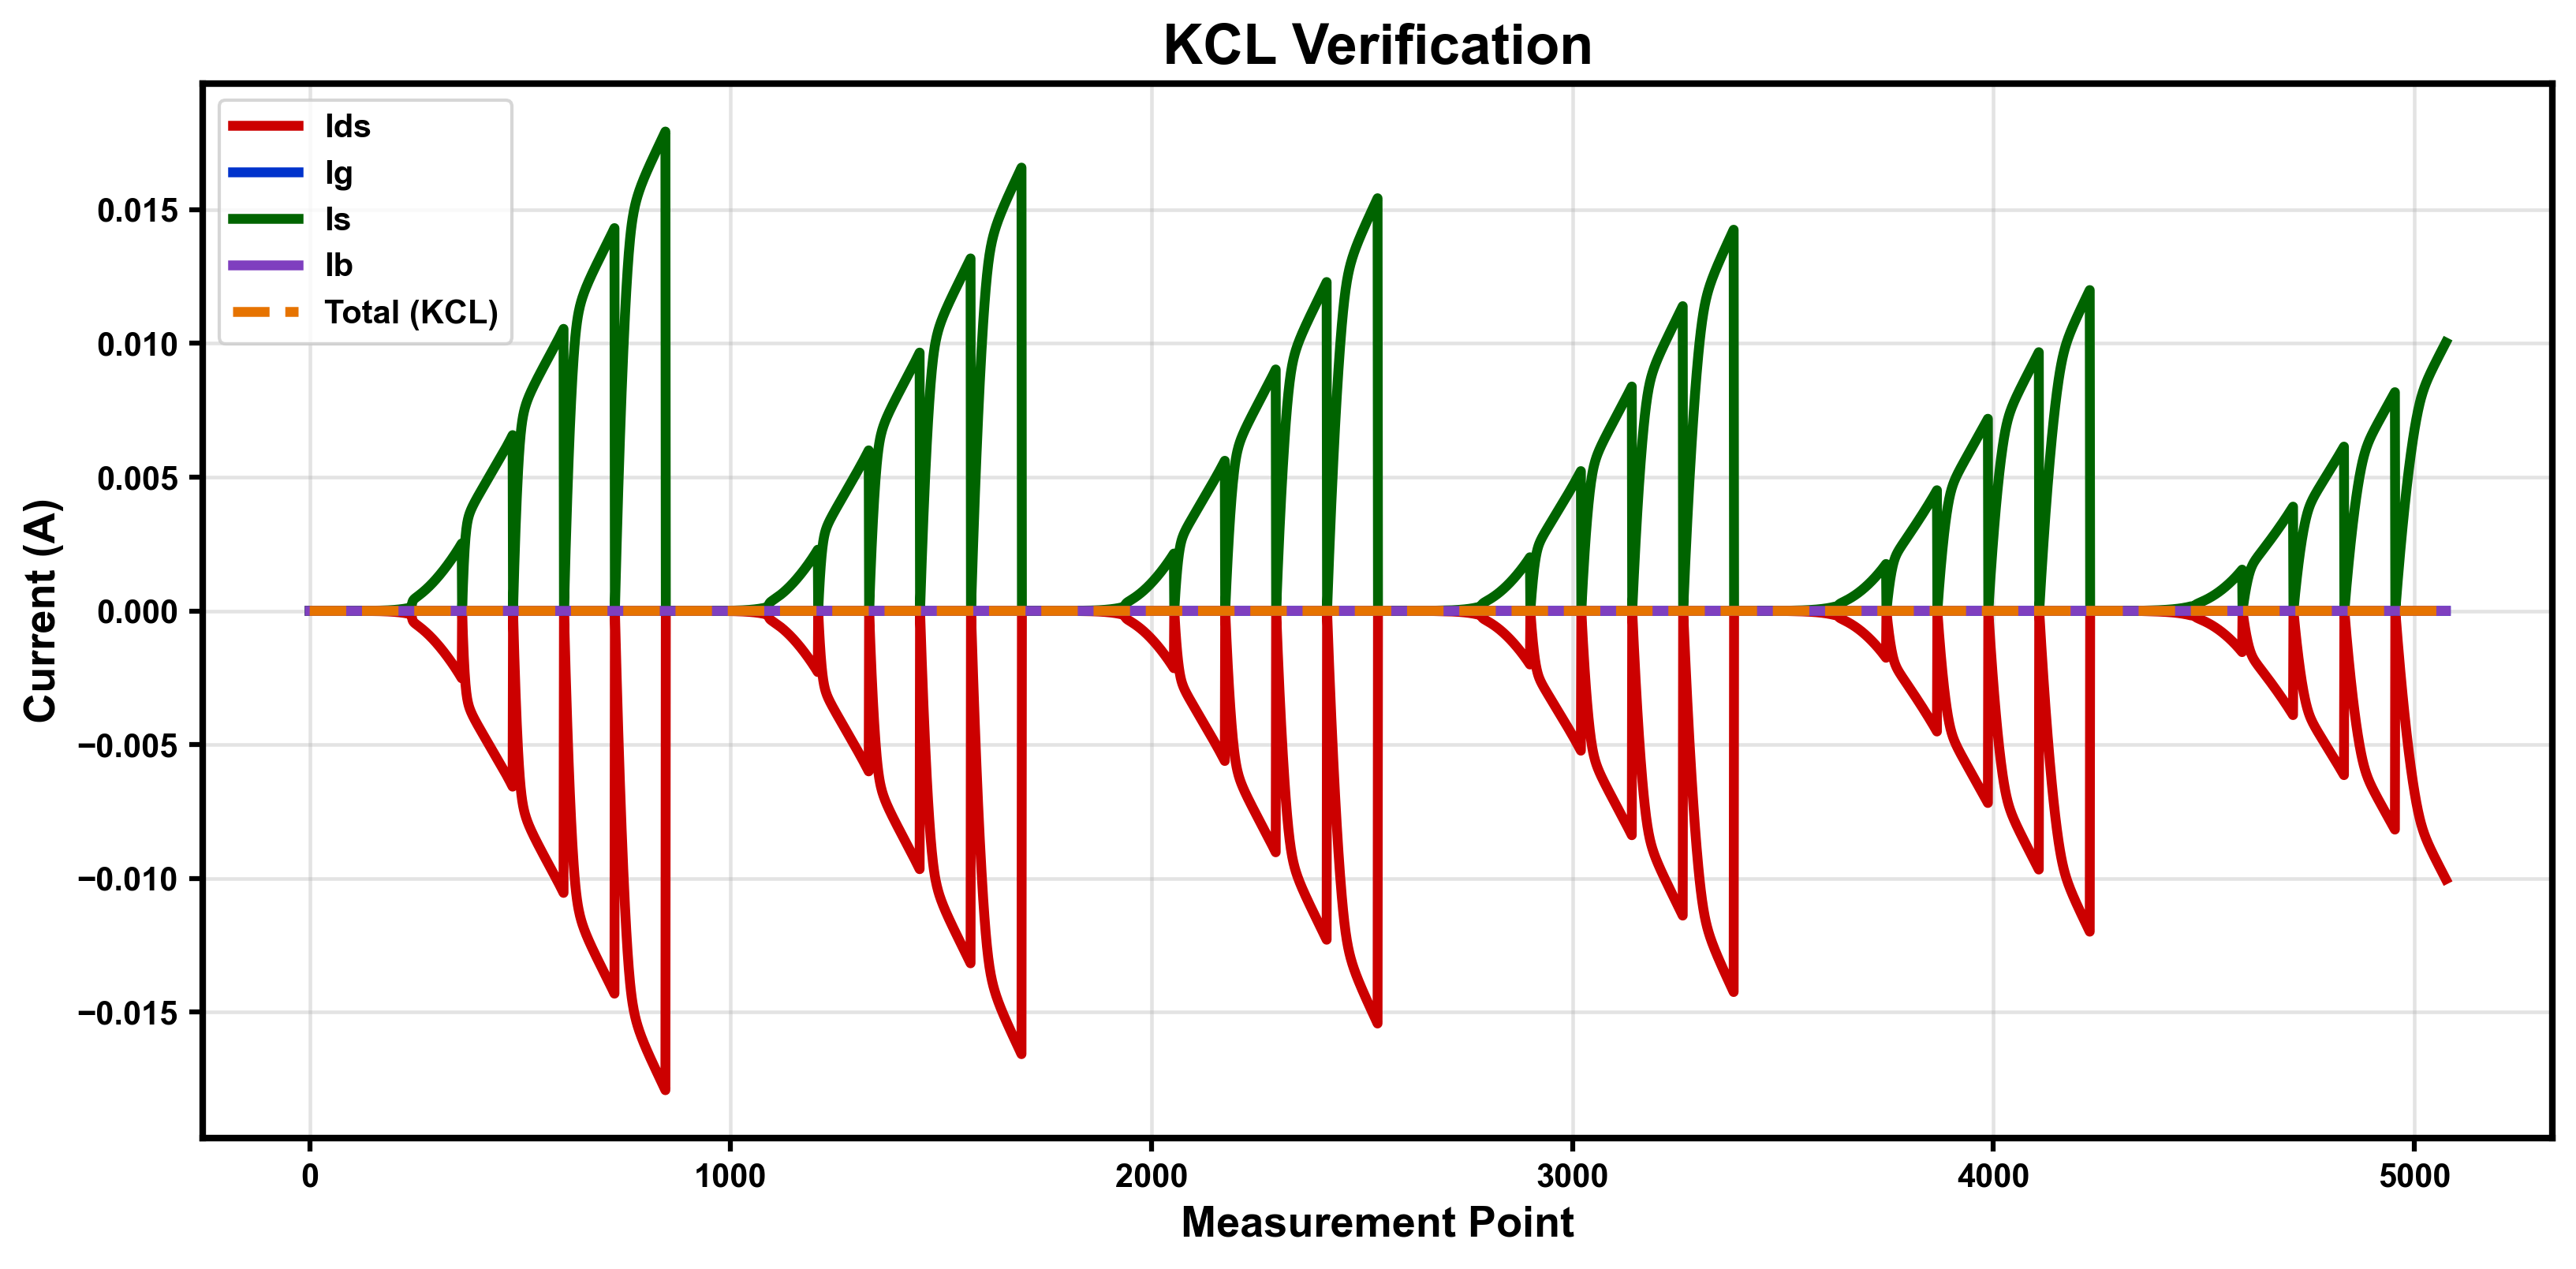 KCL Verification
Ids
Ig
Is
Ib
Total (KCL)
0.015
0.010
0.005
0.000
−0.005
−0.010
−0.015
Current (A)
0 1000 2000 3000 4000 5000
Measurement Point